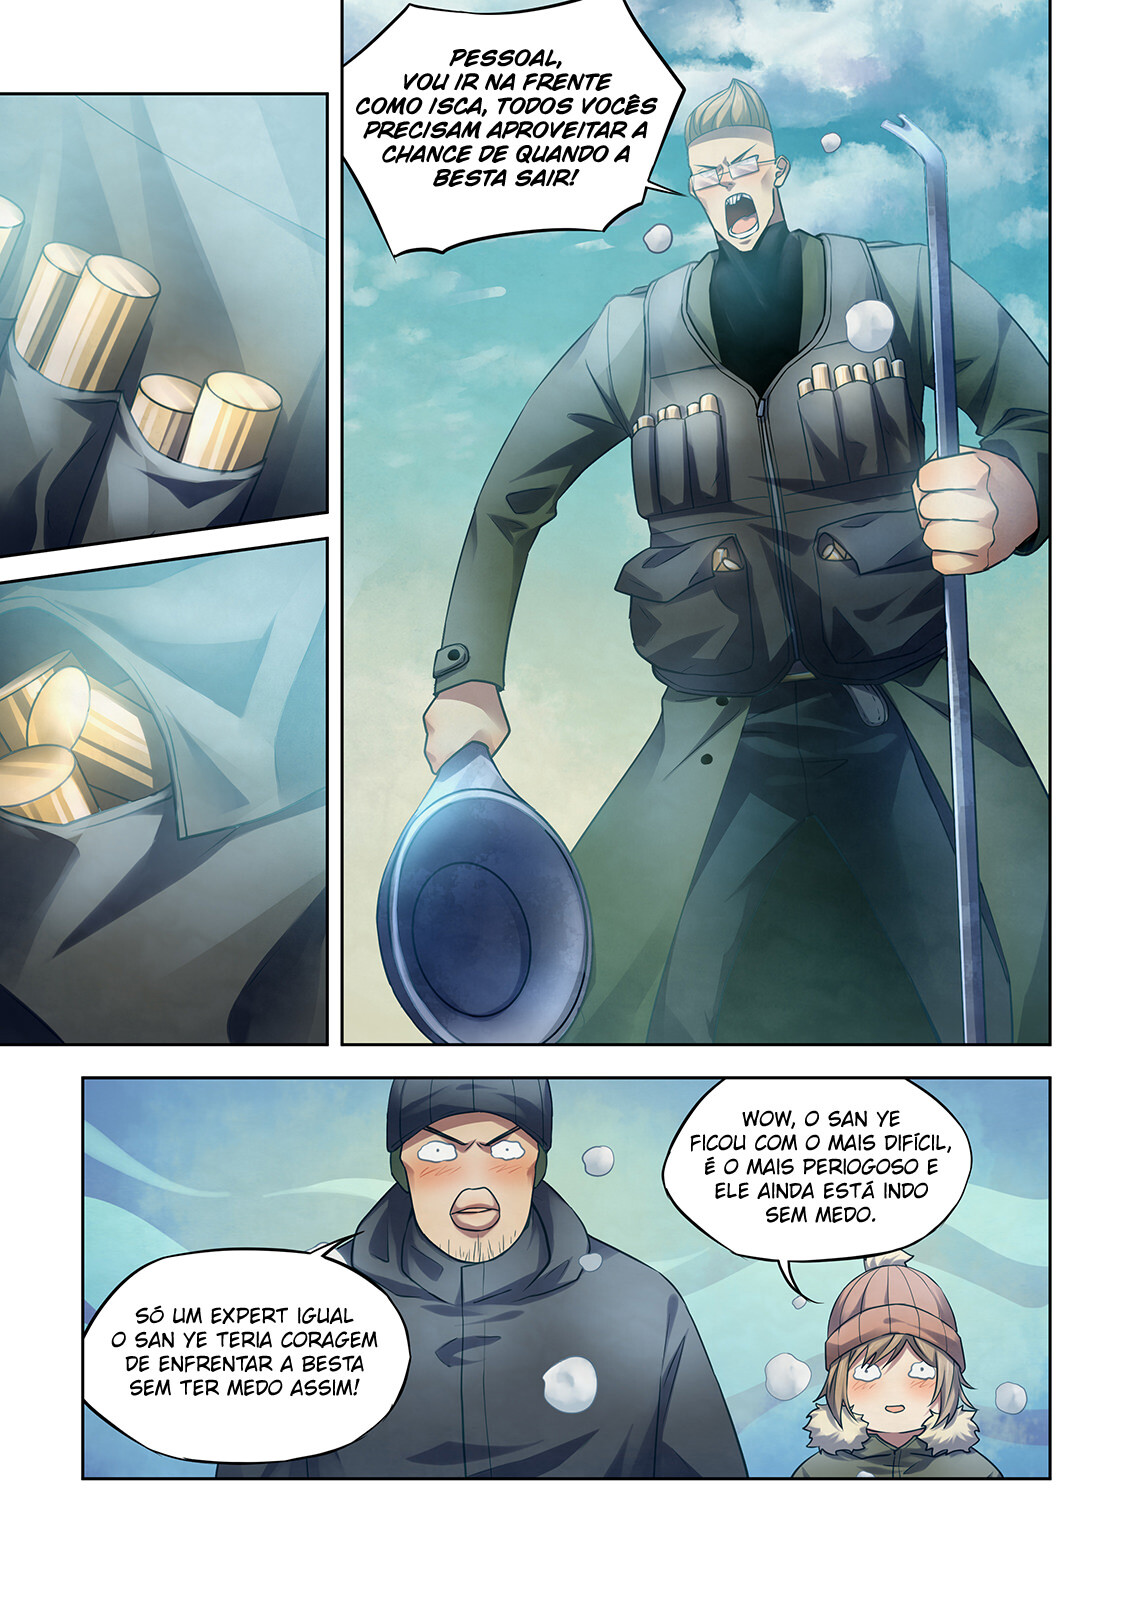 PESSOAL,
VOU IR NA FRENTE
COMO ISCA, TODOS VOCÊS
PRECISAM APROVEITAR A
CHANCE DE QUANDO A
BESTA SAIR!
WOW, O SAN YE
FICOU COM O MAIS DIFÍCIL,
É O MAIS PERIOGOSO E
ELE AINDA ESTÁ INDO
SEM MEDO.
SÓ UM EXPERT IGUAL
O SAN YE TERIA CORAGEM
DE ENFRENTAR A BESTA
SEM TER MEDO ASSIM!